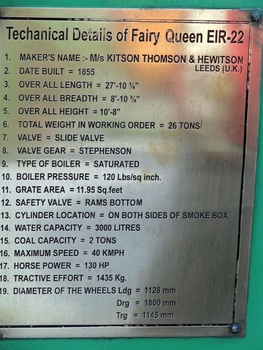 Techanical Details of Fairy Queen EIR-22
1. MAKER'S NAME :- M/s KITSON THOMSON & HEWITSON
LEEDS (U.K.)
2. DATE BUILT = 1855
3. OVER ALL LENGTH = 27'-10 ¾"
4. OVER ALL BREADTH = 8'-10 ¾"
5. OVER ALL HEIGHT = 10'-8"
6. TOTAL WEIGHT IN WORKING ORDER = 26 TONS
7. VALVE = SLIDE VALVE
8. VALVE GEAR = STEPHENSON
9. TYPE OF BOILER = SATURATED
10. BOILER PRESSURE = 120 Lbs/sq inch.
11. GRATE AREA = 11.95 Sq.feet
12. SAFETY VALVE = RAMS BOTTOM
13. CYLINDER LOCATION = ON BOTH SIDES OF SMOKE BOX
14. WATER CAPACITY = 3000 LITRES
15. COAL CAPACITY = 2 TONS
16. MAXIMUM SPEED = 40 KMPH
17. HORSE POWER = 130 HP
18. TRACTIVE EFFORT = 1435 Kg.
19. DIAMETER OF THE WHEELS Ldg = 1128 mm
Drg = 1800 mm
Trg = 1145 mm